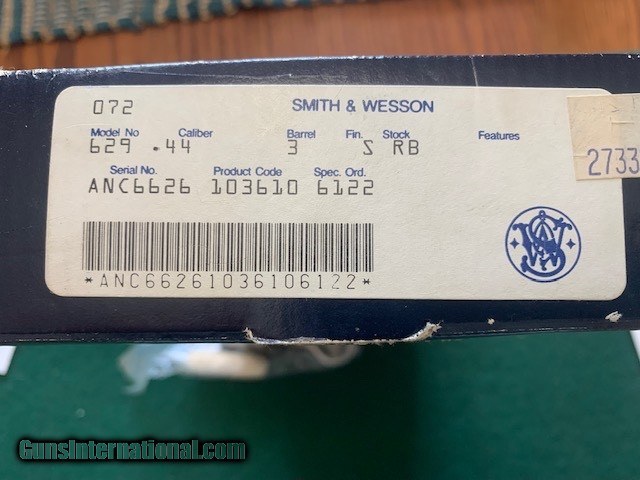 072 SMITH & WESSON
Model No Caliber Barrel Fin. Stock Features
629 .44 3 S RB
2733
Serial No. Product Code Spec. Ord.
ANC6626 103610 6122
*ANC66261036106122*
GunsInternational.com